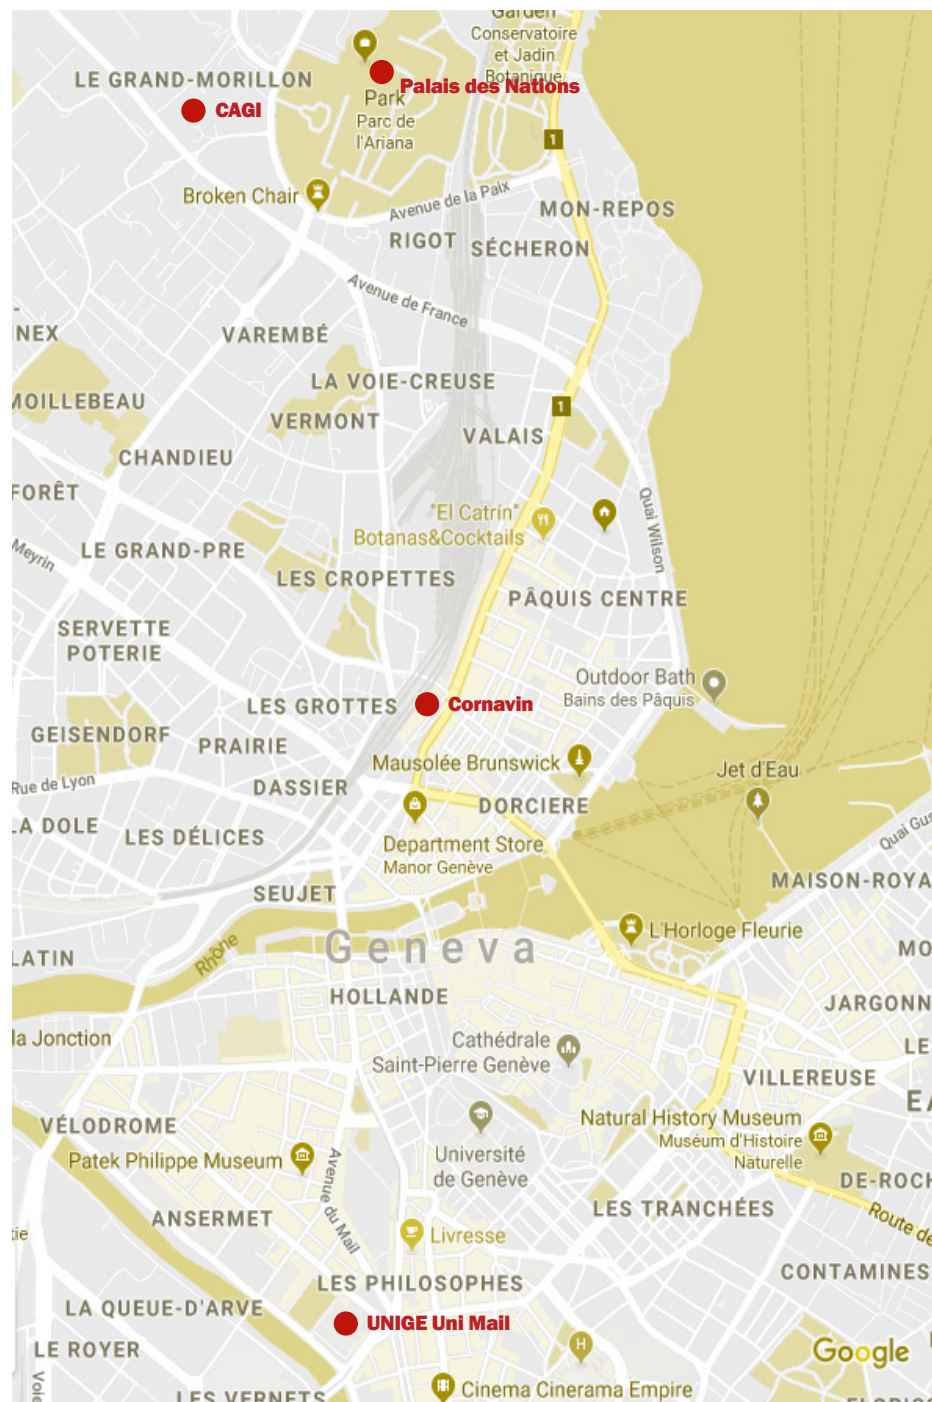 Garden
Conservatoire
et Jadin
Botanique
LE GRAND-MORILLON
Palais des Nations
CAGI
Park
Parc de
l'Ariana
1
Broken Chair
Avenue de la Paix
MON-REPOS
RIGOT
SÉCHERON
Avenue de France
NEX
VAREMBÉ
LA VOIE-CREUSE
MOILLEBEAU
VERMONT
1
VALAIS
CHANDIEU
FORÊT
"El Catrín"
Botanas&Cocktails
Quai Wilson
Meyrin
LE GRAND-PRE
LES CROPETTES
PÂQUIS CENTRE
SERVETTE
POTERIE
Outdoor Bath
Bains des Pâquis
LES GROTTES
Cornavin
GEISENDORF
PRAIRIE
Mausolée Brunswick
Jet d'Eau
Rue de Lyon
DASSIER
DORCIERE
LA DOLE
LES DÉLICES
Department Store
Manor Genève
Quai Gus
MAISON-ROYA
SEUJET
L'Horloge Fleurie
Rhône
Geneva
LATIN
MO
HOLLANDE
JARGONN
la Jonction
Cathédrale
Saint-Pierre Genève
LE
VILLEREUSE
EA
VÉLODROME
Natural History Museum
Muséum d'Histoire
Naturelle
Patek Philippe Museum
Université
de Genève
Avenue du Mail
DE-ROCH
ANSERMET
LES TRANCHÉES
Route de
tie
Livresse
LES PHILOSOPHES
CONTAMINES
LA QUEUE-D'ARVE
UNIGE Uni Mail
LE ROYER
H
Google
Voie
LES VERNETS
Cinema Cinerama Empire